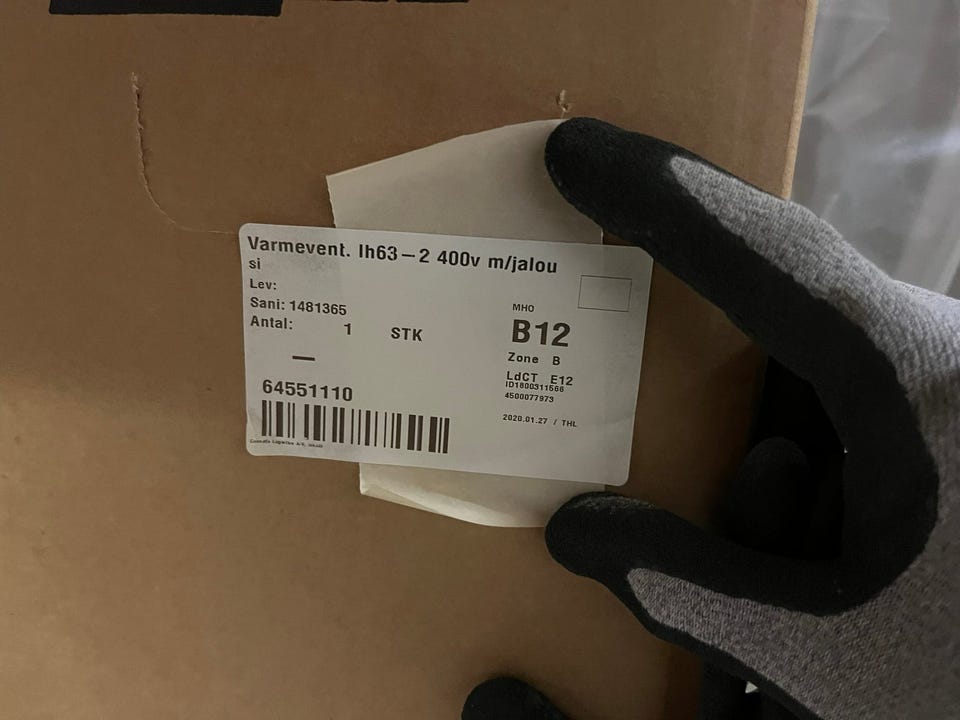 Varmevent. lh63-2 400v m/jalou
si
Lev:
Sani: 1481365
Antal: 1 STK
—
64551110
MHO
B12
Zone B
LdCT E12
ID1800311566
4500077973
2020.01.27 / THL